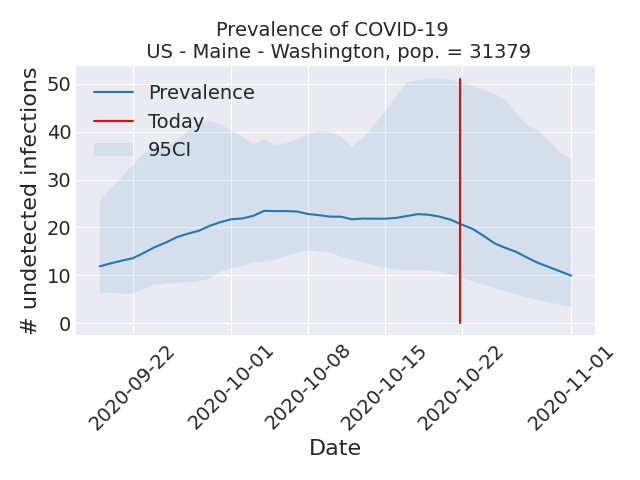 Prevalence of COVID-19
US - Maine - Washington, pop. = 31379
# undetected infections
50
40
30
20
10
0
Prevalence
Today
95CI
2020-09-22
2020-10-01
2020-10-08
2020-10-15
2020-10-22
2020-11-01
Date